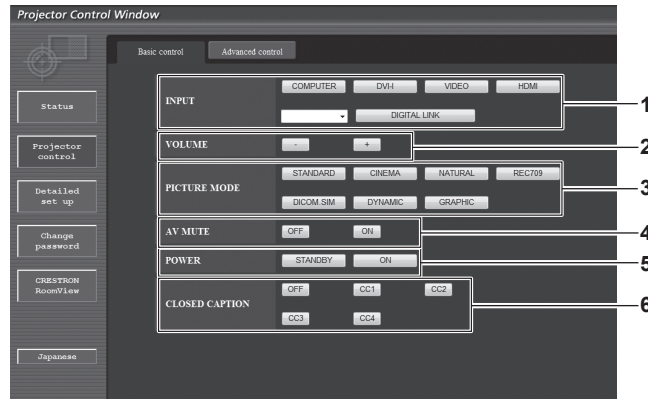 Projector Control Window
Basic control
Advanced control
Status
Projector
control
Detailed
set up
Change
password
CRESTRON
RoomView
Japanese
INPUT
COMPUTER
DVI-I
VIDEO
HDMI
DIGITAL LINK
1
VOLUME
-
+
2
PICTURE MODE
STANDARD
CINEMA
NATURAL
REC709
DICOM SIM
DYNAMIC
GRAPHIC
3
AV MUTE
OFF
ON
4
POWER
STANDBY
ON
5
CLOSED CAPTION
OFF
CC1
CC2
CC3
CC4
6